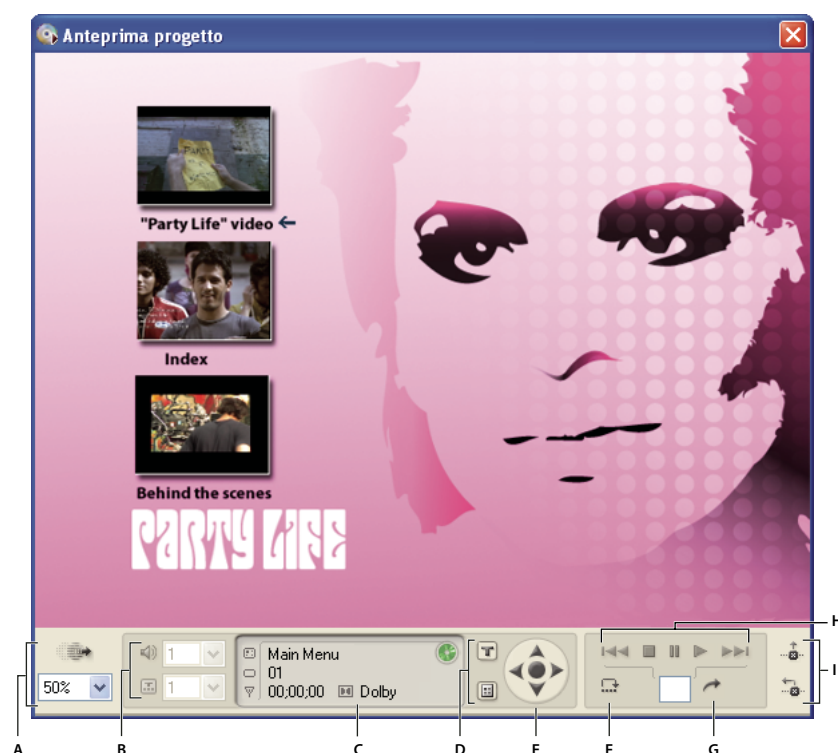 Anteprima progetto
"Party Life" video
Index
Behind the scenes
PARTY LIFE
H
1
Main Menu
01
00;00;00 Dolby
50%
1
I
A B C D E F G